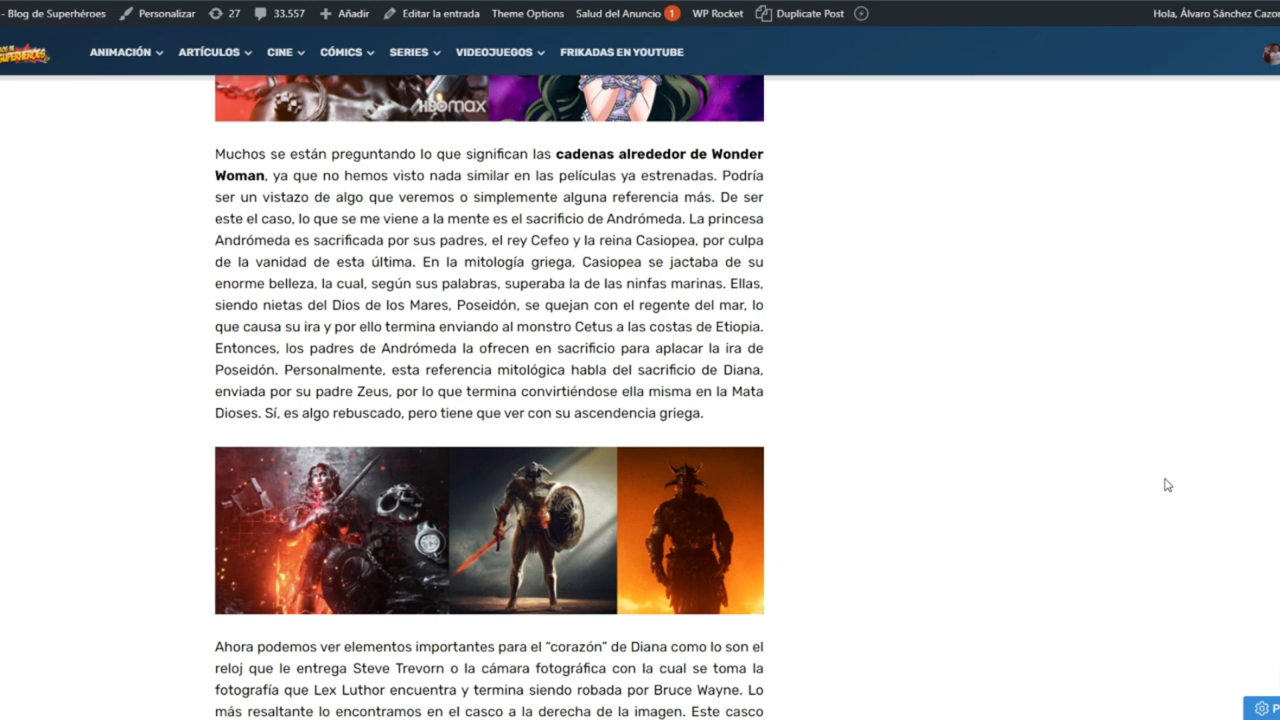 - Blog de Superhéroes Personalizar 27 33.557 Añadir Editar la entrada Theme Options Salud del Anuncio 1 WP Rocket Duplicate Post Hola, Álvaro Sánchez Cazor
SUPERHÉROES ANIMACIÓN ARTÍCULOS CINE CÓMICS SERIES VIDEOJUEGOS FRIKADAS EN YOUTUBE
HBOMAX
Muchos se están preguntando lo que significan las cadenas alrededor de Wonder
Woman, ya que no hemos visto nada similar en las películas ya estrenadas. Podría
ser un vistazo de algo que veremos o simplemente alguna referencia más. De ser
este el caso, lo que se me viene a la mente es el sacrificio de Andrómeda. La princesa
Andrómeda es sacrificada por sus padres, el rey Cefeo y la reina Casiopea, por culpa
de la vanidad de esta última. En la mitología griega, Casiopea se jactaba de su
enorme belleza, la cual, según sus palabras, superaba la de las ninfas marinas. Ellas,
siendo nietas del Dios de los Mares, Poseidón, se quejan con el regente del mar, lo
que causa su ira y por ello termina enviando al monstro Cetus a las costas de Etiopia.
Entonces, los padres de Andrómeda la ofrecen en sacrificio para aplacar la ira de
Poseidón. Personalmente, esta referencia mitológica habla del sacrificio de Diana,
enviada por su padre Zeus, por lo que termina convirtiéndose ella misma en la Mata
Dioses. Sí, es algo rebuscado, pero tiene que ver con su ascendencia griega.
Ahora podemos ver elementos importantes para el “corazón” de Diana como lo son el
reloj que le entrega Steve Trevorn o la cámara fotográfica con la cual se toma la
fotografía que Lex Luthor encuentra y termina siendo robada por Bruce Wayne. Lo
más resaltante lo encontramos en el casco a la derecha de la imagen. Este casco
P